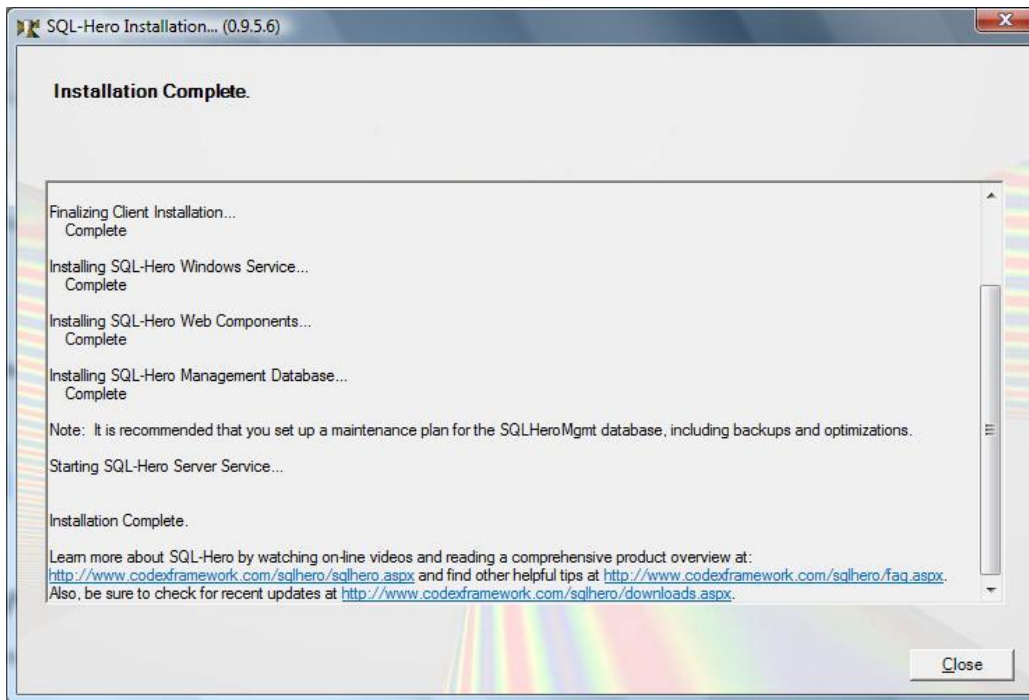 SQL-Hero Installation... (0.9.5.6)
Installation Complete.
Finalizing Client Installation...
Complete
Installing SQL-Hero Windows Service...
Complete
Installing SQL-Hero Web Components...
Complete
Installing SQL-Hero Management Database...
Complete
Note:  It is recommended that you set up a maintenance plan for the SQLHeroMgmt database, including backups and optimizations.
Starting SQL-Hero Server Service...
Installation Complete.
Learn more about SQL-Hero by watching on-line videos and reading a comprehensive product overview at:
http://www.codexframework.com/sqlhero/sqlhero.aspx and find other helpful tips at http://www.codexframework.com/sqlhero/faq.aspx.
Also, be sure to check for recent updates at http://www.codexframework.com/sqlhero/downloads.aspx.
Close